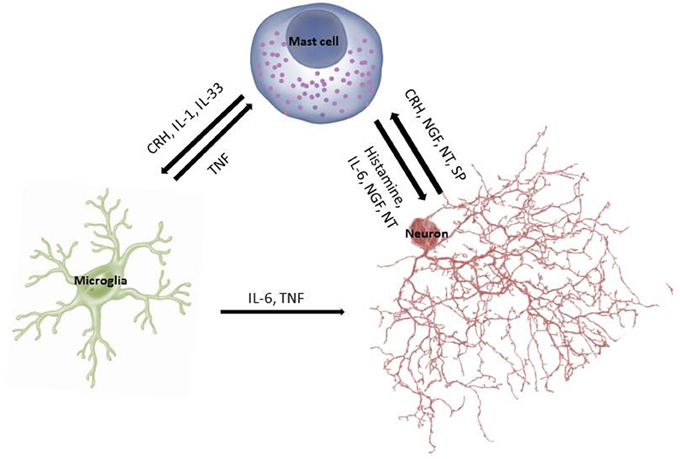 Mast cell
CRH, IL-1, IL-33
TNF
CRH, NGF, NT, SP
Histamine,
IL-6, NGF, NT
Neuron
Microglia
IL-6, TNF